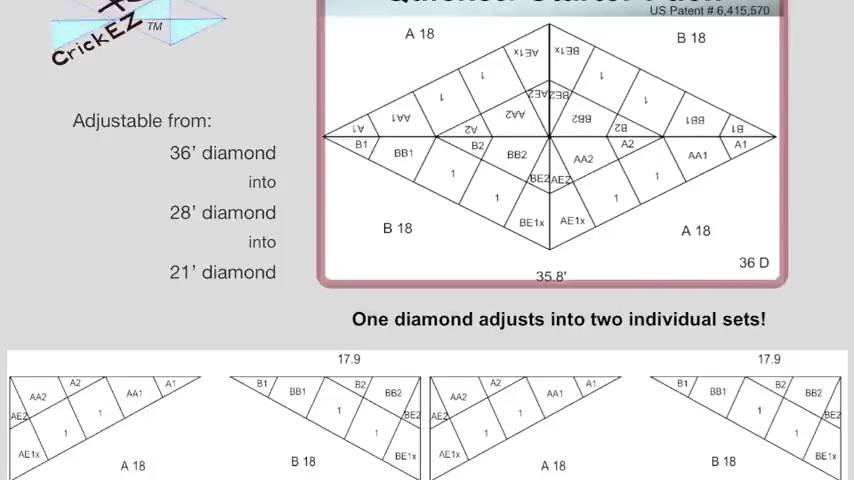 US Patent # 6,415,570
CrickEZ TM
A 18
B 18
AE1x BE1x
1 1
1 1
AA1 AE2 BE2 BB1
A1 AA2 BB2 B1
A2 B2
B1 B2 A2 A1
BB1 BB2 AA2 AA1
1 BE2 AE2 1
1 1
BE1x AE1x
B 18
A 18
36 D
35.8'
Adjustable from:
36’ diamond
into
28’ diamond
into
21’ diamond
One diamond adjusts into two individual sets!
17.9 17.9
A2 A1 B1 B2 A2 A1 B1 B2
AA2 AA1 BB1 BB2 AA2 AA1 BB1 BB2
AE2 1 1 BE2 AE2 1 1 BE2
1 1 1 1
AE1x BE1x AE1x BE1x
A 18 B 18 A 18 B 18